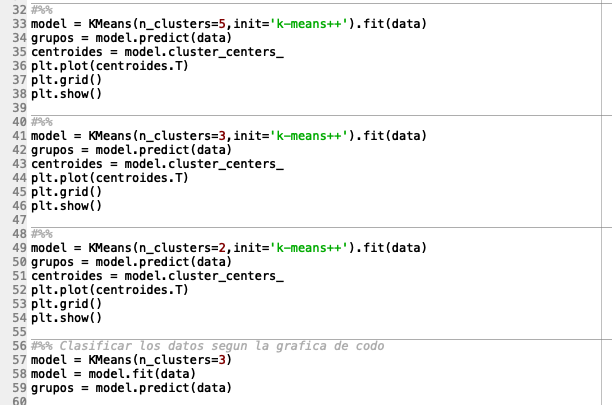 32 #%%
33 model = KMeans(n_clusters=5,init='k-means++').fit(data)
34 grupos = model.predict(data)
35 centroides = model.cluster_centers_
36 plt.plot(centroides.T)
37 plt.grid()
38 plt.show()
39
40 #%%
41 model = KMeans(n_clusters=3,init='k-means++').fit(data)
42 grupos = model.predict(data)
43 centroides = model.cluster_centers_
44 plt.plot(centroides.T)
45 plt.grid()
46 plt.show()
47
48 #%%
49 model = KMeans(n_clusters=2,init='k-means++').fit(data)
50 grupos = model.predict(data)
51 centroides = model.cluster_centers_
52 plt.plot(centroides.T)
53 plt.grid()
54 plt.show()
55
56 #%% Clasificar los datos segun la grafica de codo
57 model = KMeans(n_clusters=3)
58 model = model.fit(data)
59 grupos = model.predict(data)
60